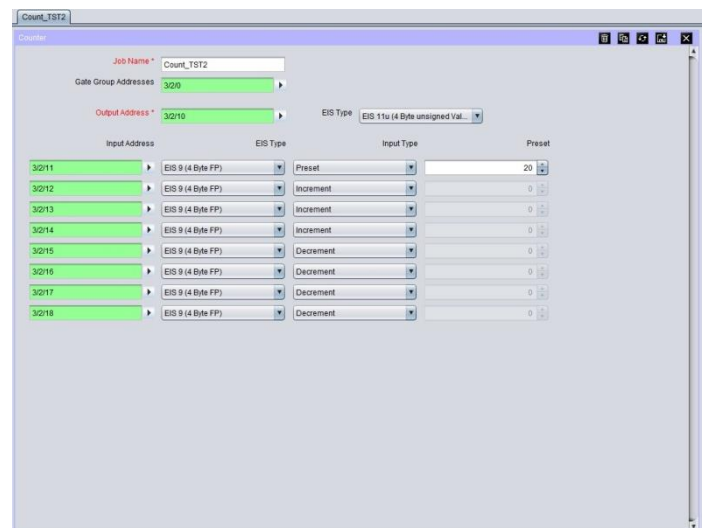 Count_TST2
Counter
Job Name * Count_TST2
Gate Group Addresses 3/2/0
Output Address * 3/2/10 EIS Type EIS 11u (4 Byte unsigned Val...
Input Address EIS Type Input Type Preset
3/2/11 EIS 9 (4 Byte FP) Preset 20
3/2/12 EIS 9 (4 Byte FP) Increment 0
3/2/13 EIS 9 (4 Byte FP) Increment 0
3/2/14 EIS 9 (4 Byte FP) Increment 0
3/2/15 EIS 9 (4 Byte FP) Decrement 0
3/2/16 EIS 9 (4 Byte FP) Decrement 0
3/2/17 EIS 9 (4 Byte FP) Decrement 0
3/2/18 EIS 9 (4 Byte FP) Decrement 0